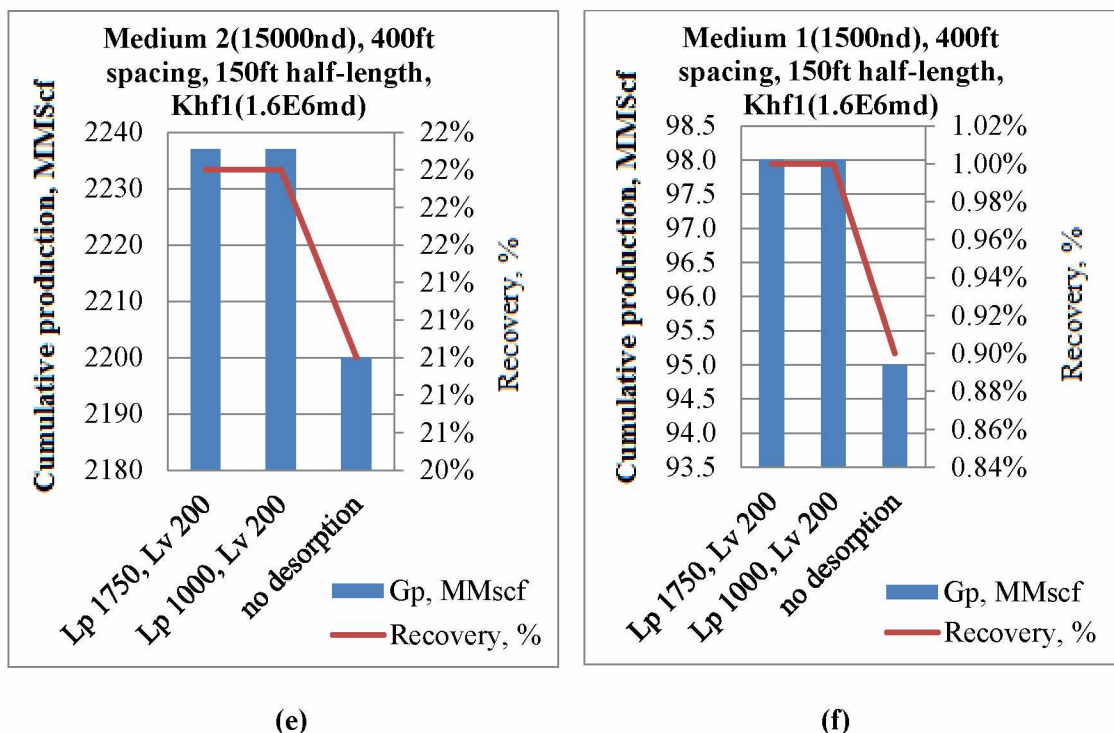 Medium 2(15000nd), 400ft
spacing, 150ft half-length,
Khf1(1.6E6md)
Cumulative production, MMScf
2240
2230
2220
2210
2200
2190
2180
22%
22%
22%
22%
21%
21%
21%
21%
21%
20%
Recovery, %
Lp 1750, Lv 200
Lp 1000, Lv 200
no desorption
Gp, MMscf
Recovery, %
(e)
Medium 1(1500nd), 400ft
spacing, 150ft half-length,
Khf1(1.6E6md)
Cumulative production, MMScf
98.5
98.0
97.5
97.0
96.5
96.0
95.5
95.0
94.5
94.0
93.5
1.02%
1.00%
0.98%
0.96%
0.94%
0.92%
0.90%
0.88%
0.86%
0.84%
Recovery, %
Lp 1750, Lv 200
Lp 1000, Lv 200
no desorption
Gp, MMscf
Recovery, %
(f)